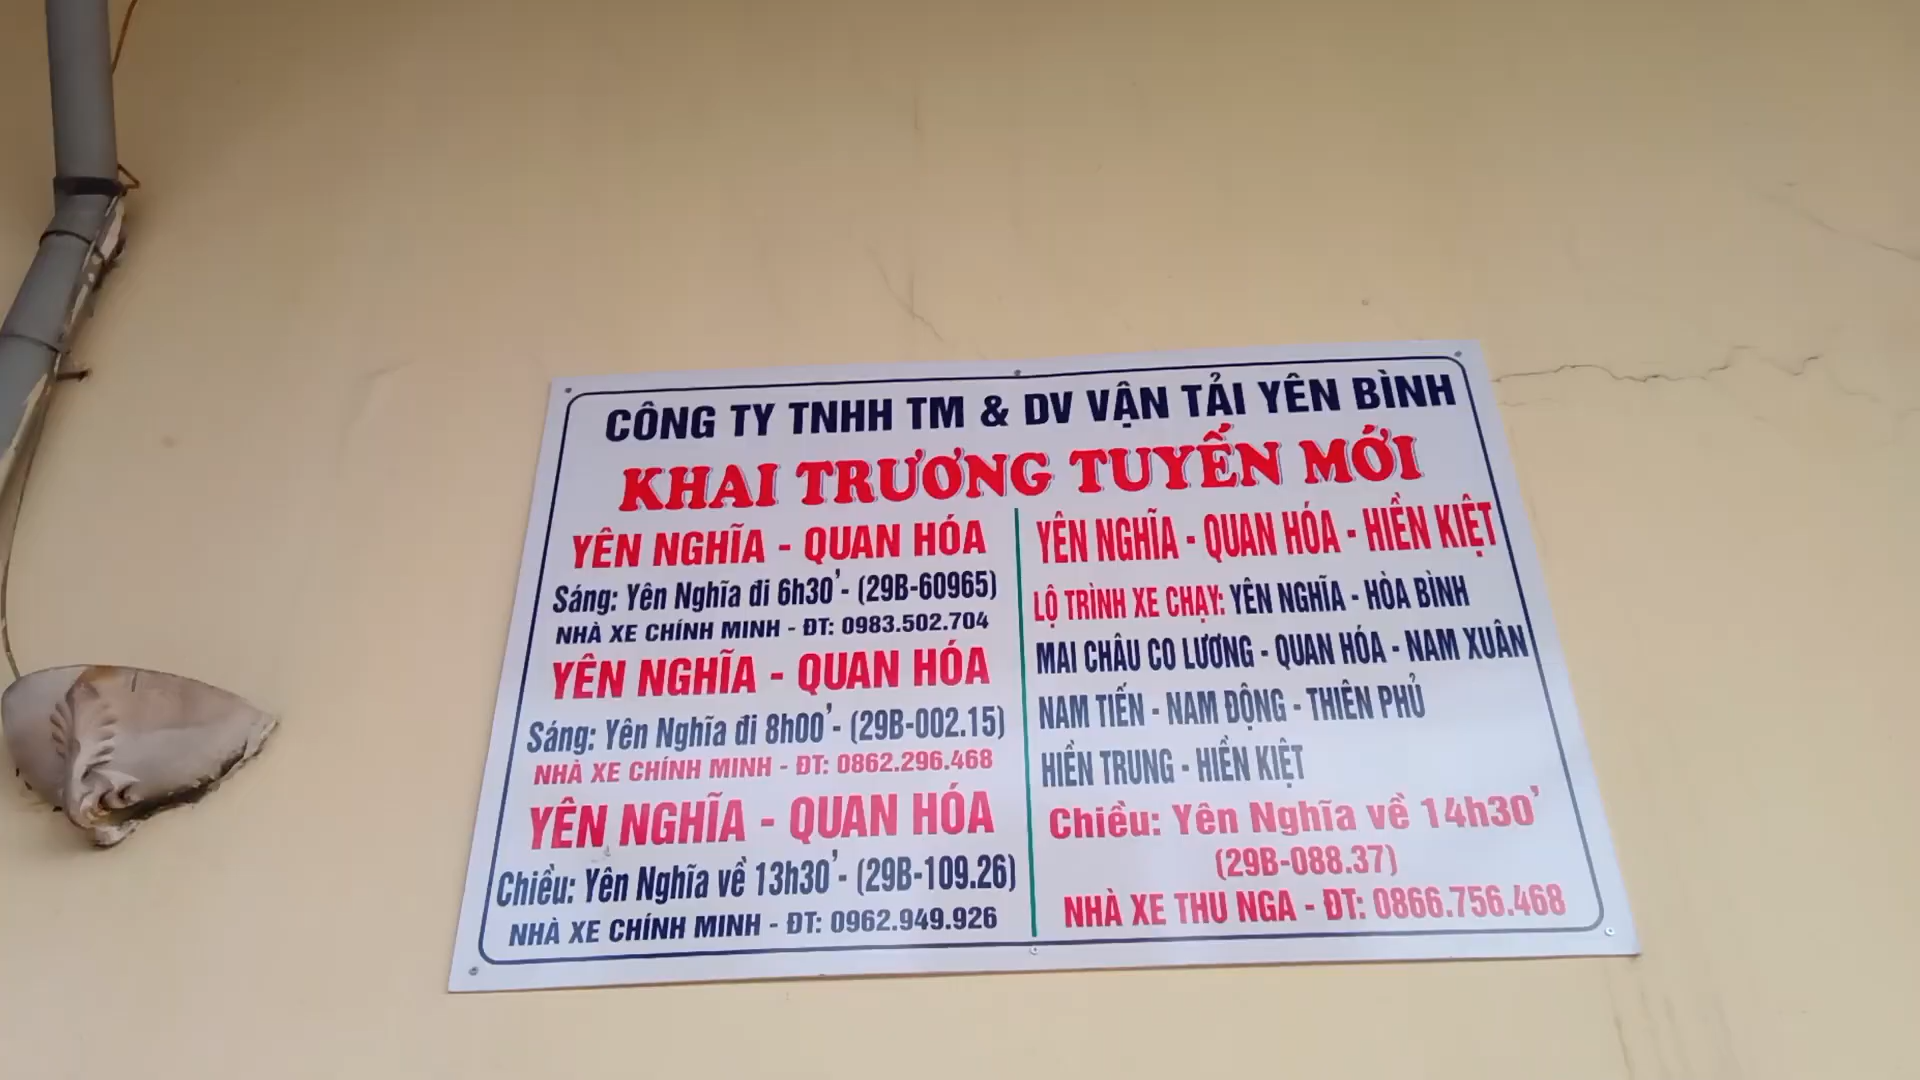 CÔNG TY TNHH TM & DV VẬN TẢI YÊN BÌNH
KHAI TRƯƠNG TUYẾN MỚI
YÊN NGHĨA - QUAN HÓA
Sáng: Yên Nghĩa đi 6h30' - (29B-60965)
NHÀ XE CHÍNH MINH - ĐT: 0983.502.704
YÊN NGHĨA - QUAN HÓA
Sáng: Yên Nghĩa đi 8h00' - (29B-002.15)
NHÀ XE CHÍNH MINH - ĐT: 0862.296.468
YÊN NGHĨA - QUAN HÓA
Chiều: Yên Nghĩa về 13h30' - (29B-109.26)
NHÀ XE CHÍNH MINH - ĐT: 0962.949.926
YÊN NGHĨA - QUAN HÓA - HIỀN KIỆT
LỘ TRÌNH XE CHẠY: YÊN NGHĨA - HÒA BÌNH
MAI CHÂU CO LƯƠNG - QUAN HÓA - NAM XUÂN
NAM TIẾN - NAM ĐỘNG - THIÊN PHỦ
HIỀN TRUNG - HIỀN KIỆT
Chiều: Yên Nghĩa về 14h30'
(29B-088.37)
NHÀ XE THU NGA - ĐT: 0866.756.468